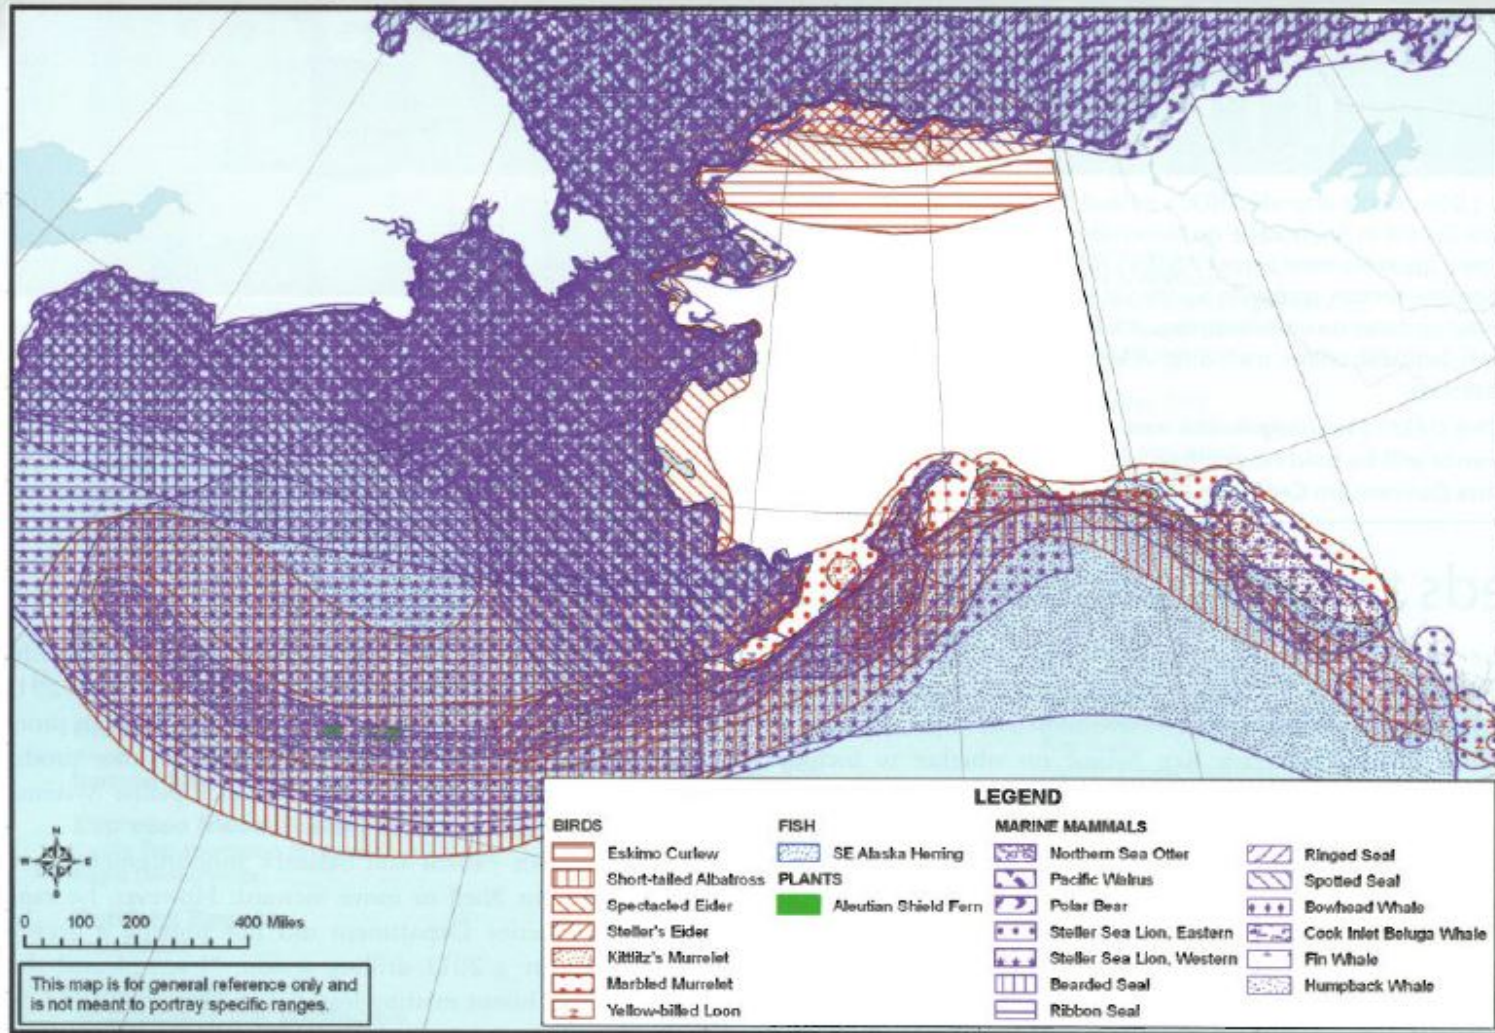 N
W E
S
0 100 200 400 Miles
This map is for general reference only and
is not meant to portray specific ranges.
LEGEND
BIRDS
Eskimo Curlew
Short-tailed Albatross
Spectacled Eider
Steller's Eider
Kittlitz's Murrelet
Marbled Murrelet
Yellow-billed Loon
FISH
SE Alaska Herring
PLANTS
Aleutian Shield Fern
MARINE MAMMALS
Northern Sea Otter
Pacific Walrus
Polar Bear
Steller Sea Lion, Eastern
Steller Sea Lion, Western
Bearded Seal
Ribbon Seal
Ringed Seal
Spotted Seal
Bowhead Whale
Cook Inlet Beluga Whale
Fin Whale
Humpback Whale